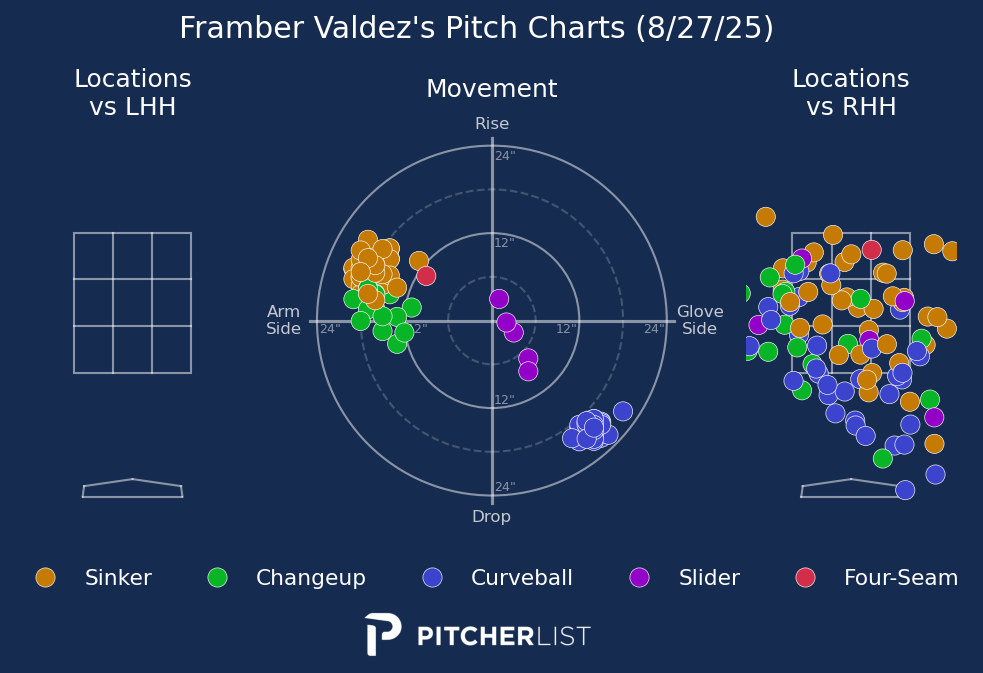 Framber Valdez's Pitch Charts (8/27/25)
Locations
vs LHH
Movement
Locations
vs RHH
Rise
24"
12"
Arm
Side
24"
2"
12"
24"
Glove
Side
12"
24"
Drop
Sinker
Changeup
Curveball
Slider
Four-Seam
PITCHERLIST